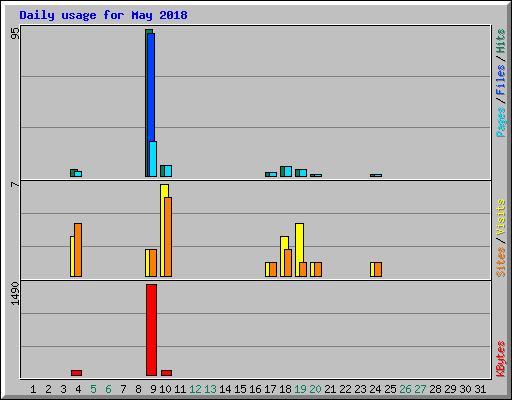 Daily usage for May 2018
95
Pages / Files / Hits
7
Sites / Visits
1490
KBytes
1 2 3 4 5 6 7 8 9 10 11 12 13 14 15 16 17 18 19 20 21 22 23 24 25 26 27 28 29 30 31